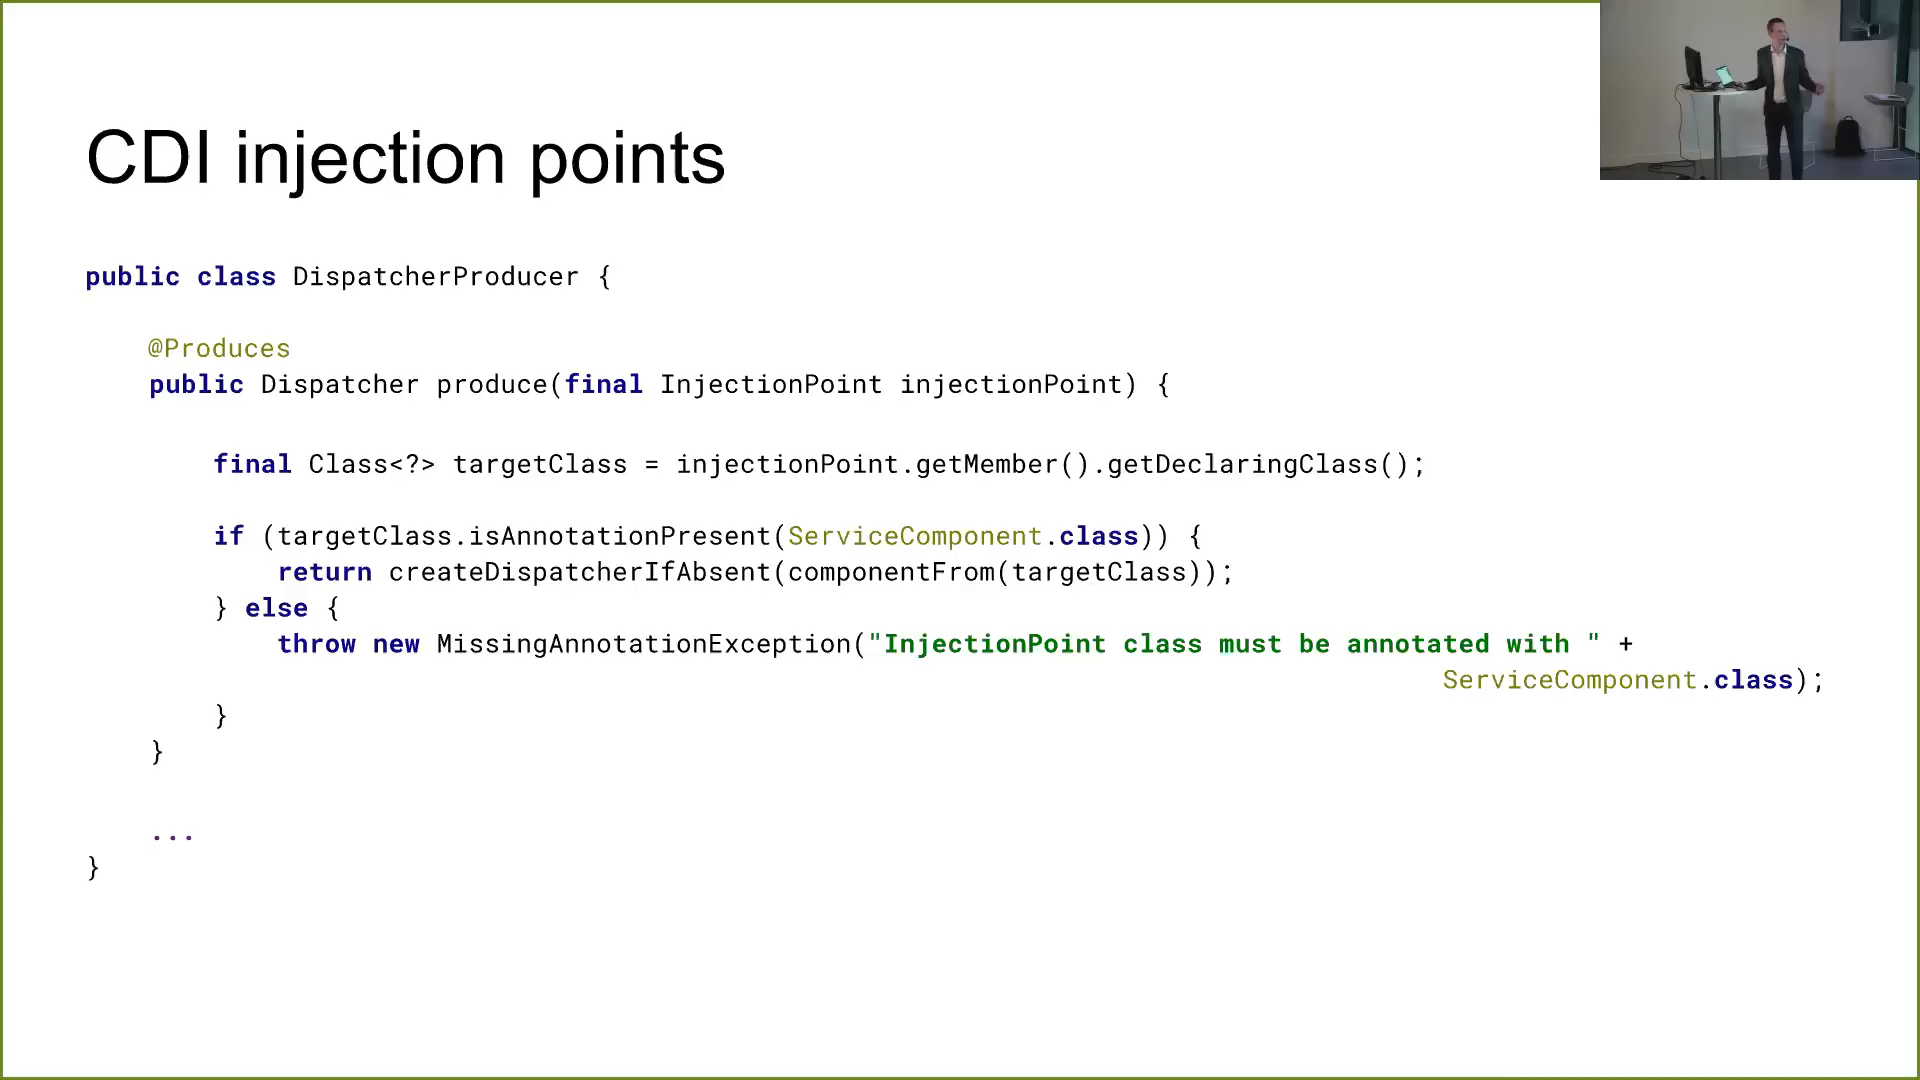 CDI injection points
public class DispatcherProducer {
@Produces
public Dispatcher produce(final InjectionPoint injectionPoint) {
final Class<?> targetClass = injectionPoint.getMember().getDeclaringClass();
if (targetClass.isAnnotationPresent(ServiceComponent.class)) {
return createDispatcherIfAbsent(componentFrom(targetClass));
} else {
throw new MissingAnnotationException("InjectionPoint class must be annotated with " +
ServiceComponent.class);
}
}
...
}